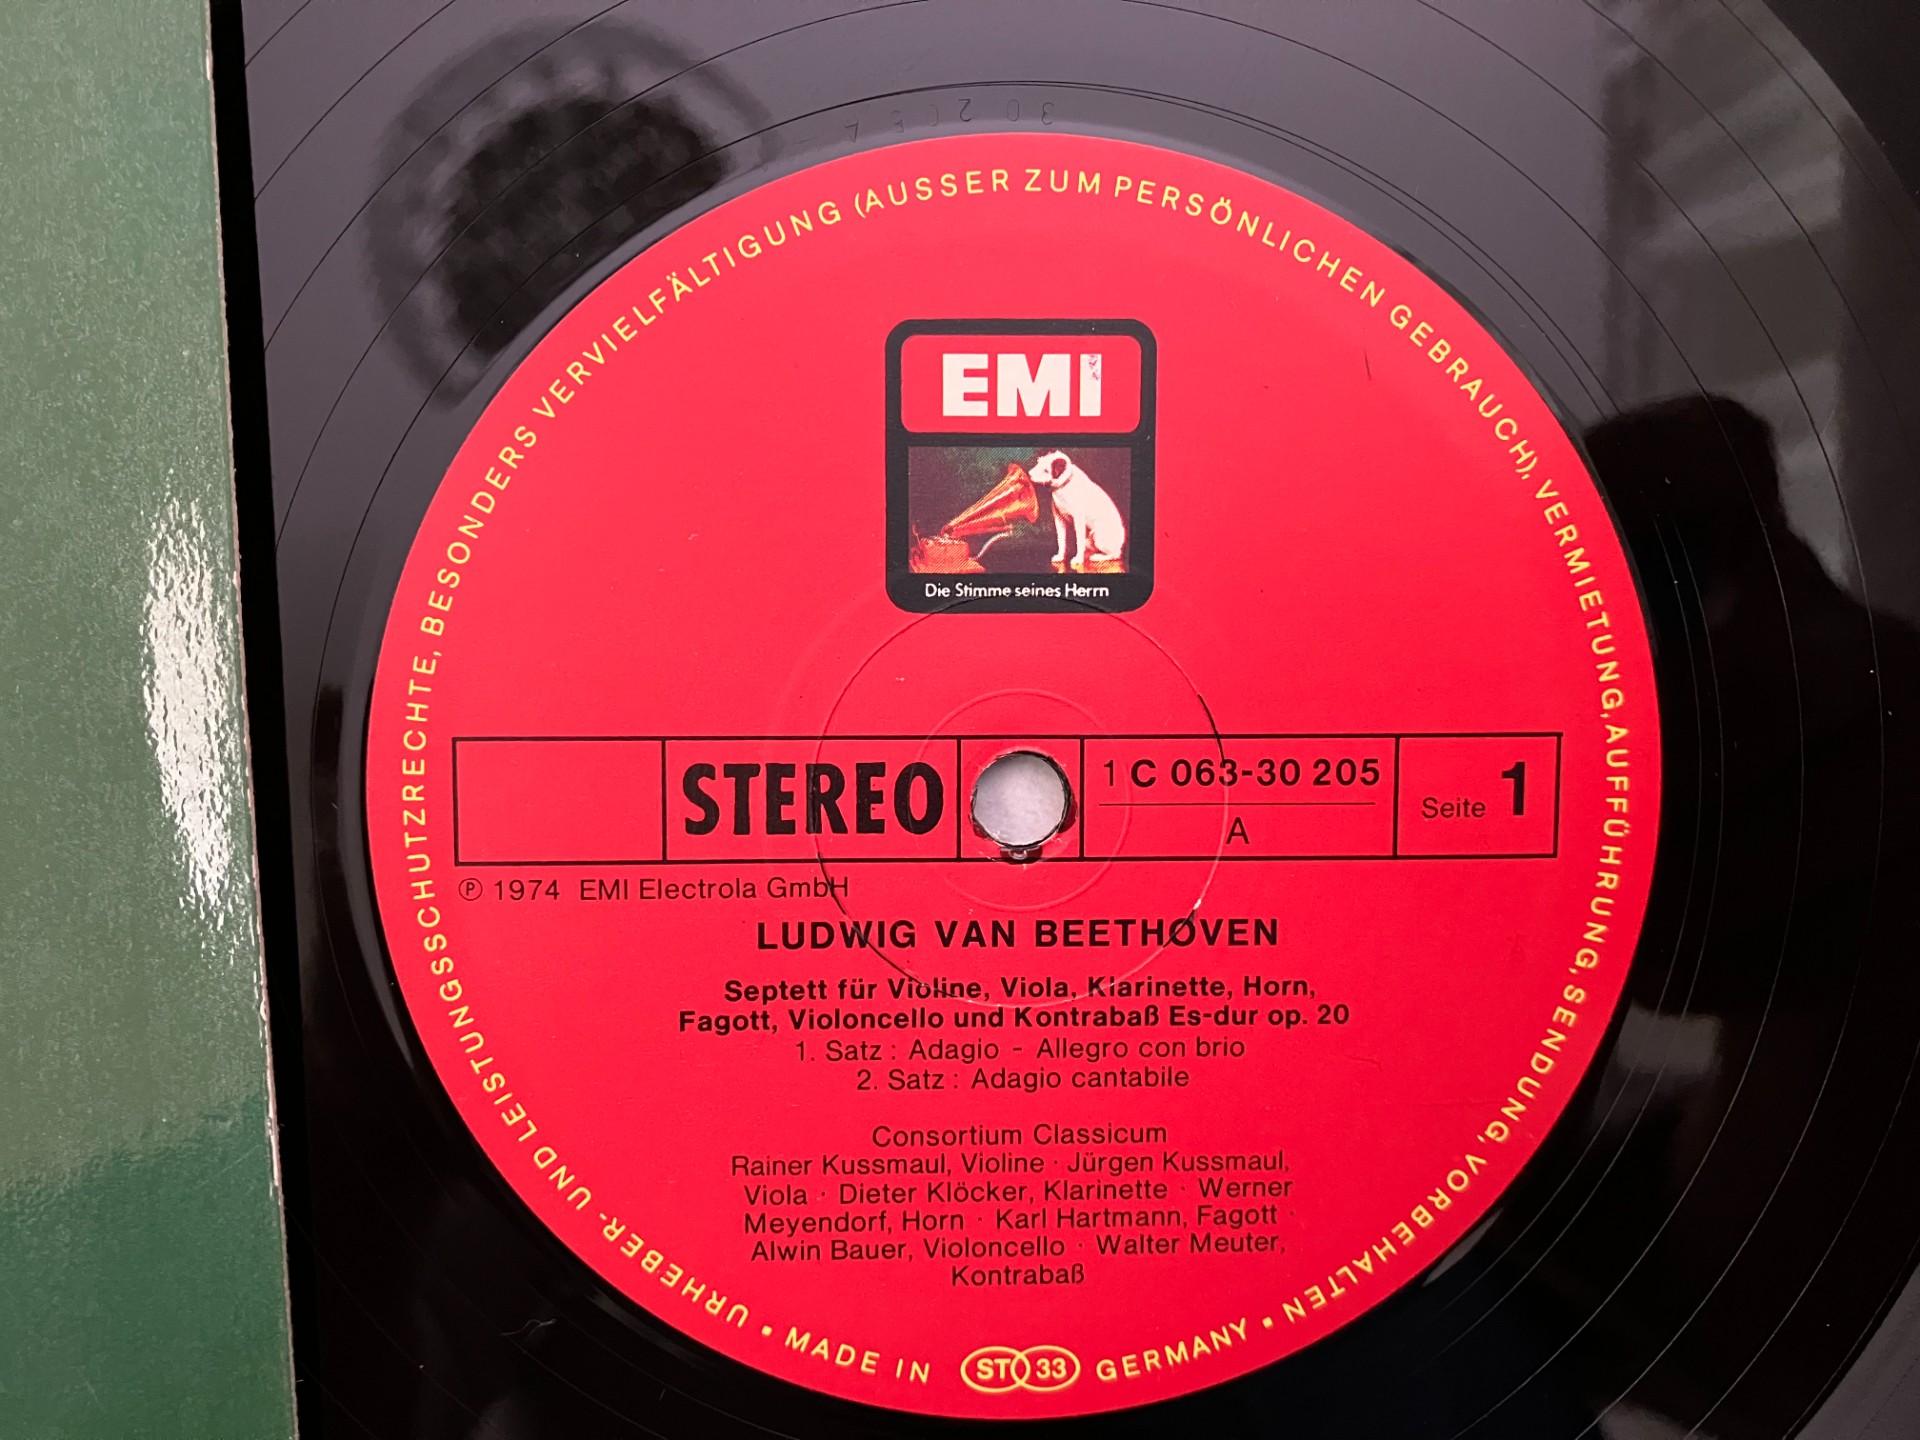 30205A-1
URHEBER- UND LEISTUNGSSCHUTZRECHTE, BESONDERS VERVIELFÄLTIGUNG (AUSSER ZUM PERSÖNLICHEN GEBRAUCH), VERMIETUNG, AUFFÜHRUNG, SENDUNG, VORBEHALTEN
EMI
Die Stimme seines Herrn
STEREO
1 C 063-30 205
A
Seite 1
℗ 1974 EMI Electrola GmbH
LUDWIG VAN BEETHOVEN
Septett für Violine, Viola, Klarinette, Horn,
Fagott, Violoncello und Kontrabaß Es-dur op. 20
1. Satz: Adagio - Allegro con brio
2. Satz: Adagio cantabile
Consortium Classicum
Rainer Kussmaul, Violine · Jürgen Kussmaul,
Viola · Dieter Klöcker, Klarinette · Werner
Meyendorf, Horn · Karl Hartmann, Fagott ·
Alwin Bauer, Violoncello · Walter Meuter,
Kontrabaß
• MADE IN ST 33 GERMANY •